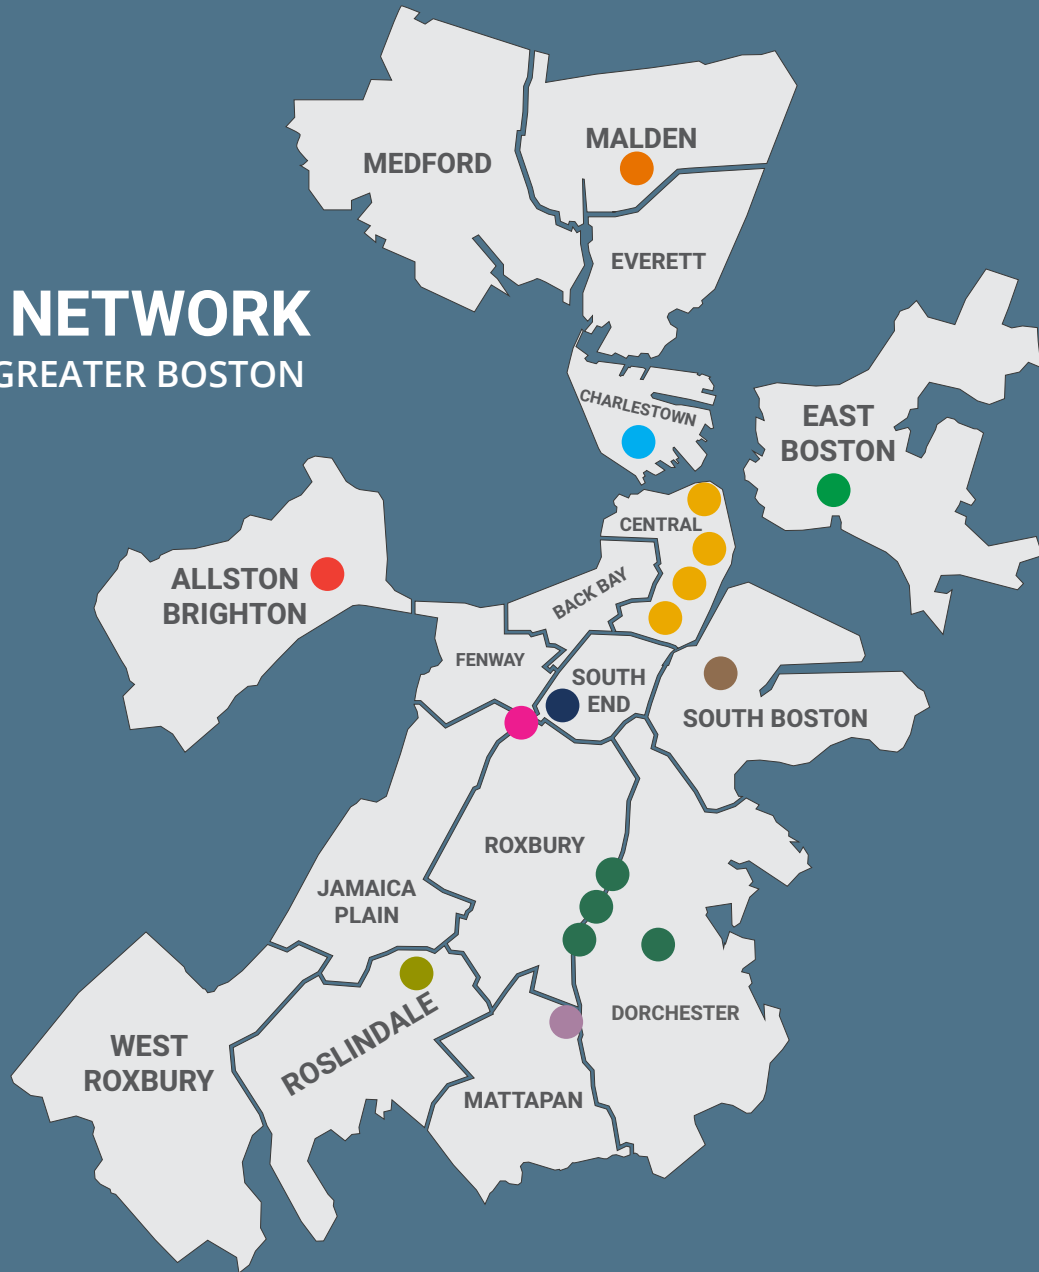 MALDEN
MEDFORD
EVERETT
NETWORK
GREATER BOSTON
CHARLESTOWN
EAST
BOSTON
CENTRAL
ALLSTON
BRIGHTON
BACK BAY
FENWAY
SOUTH
END
SOUTH BOSTON
ROXBURY
JAMAICA
PLAIN
DORCHESTER
ROSLINDALE
WEST
ROXBURY
MATTAPAN